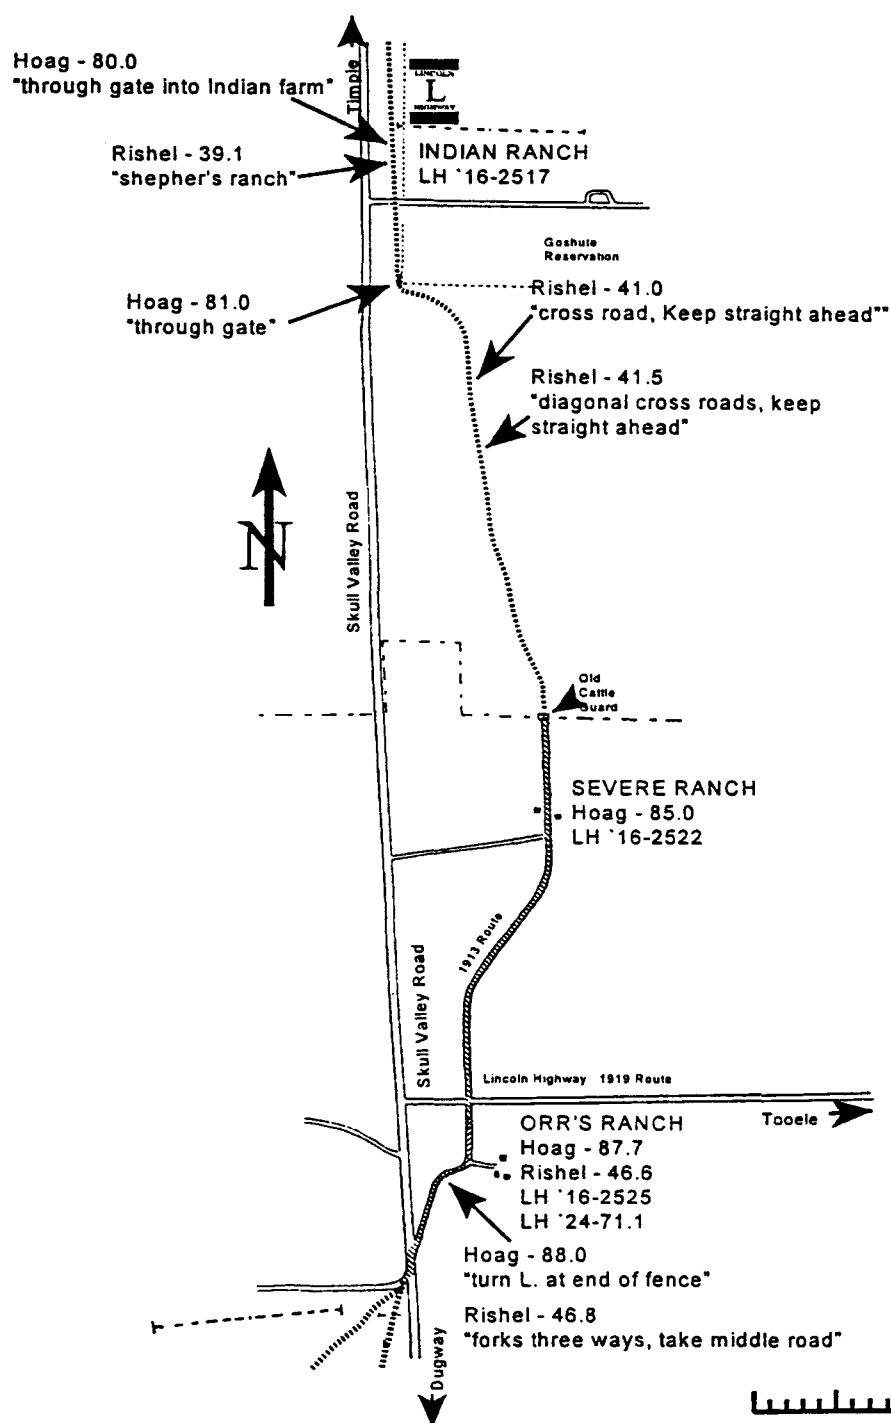 Timpie
Hoag - 80.0
"through gate into Indian farm"
LINCOLN
L
HIGHWAY
Rishel - 39.1
"shepher's ranch"
INDIAN RANCH
LH `16-2517
Goshute
Reservation
Hoag - 81.0
"through gate"
Rishel - 41.0
"cross road, Keep straight ahead""
Rishel - 41.5
"diagonal cross roads, keep
straight ahead"
N
Skull Valley Road
Old
Cattle
Guard
SEVERE RANCH
Hoag - 85.0
LH `16-2522
1913 Route
Skull Valley Road
Lincoln Highway 1919 Route
Tooele
ORR'S RANCH
Hoag - 87.7
Rishel - 46.6
LH `16-2525
LH `24-71.1
Hoag - 88.0
"turn L. at end of fence"
Rishel - 46.8
"forks three ways, take middle road"
Dugway